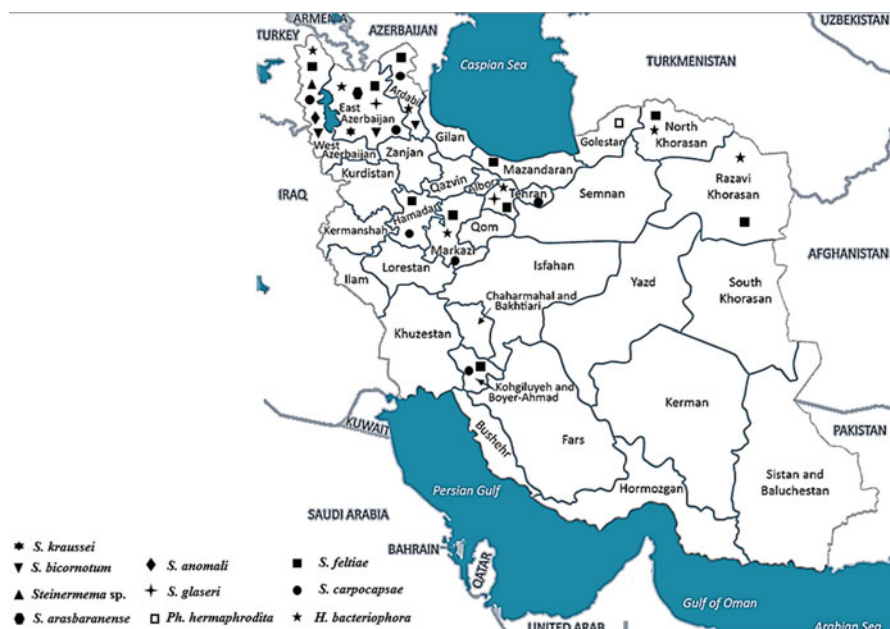 ARMENIA
TURKEY
AZERBAIJAN
UZBEKISTAN
Caspian Sea
TURKMENISTAN
Ardabil
East
Azerbaijan
West
Azerbaijan
Gilan
Zanjan
Golestan
North
Khorasan
Mazandaran
Kurdistan
Qazvin
Alborz
Tehran
Semnan
Razavi
Khorasan
IRAQ
Hamadan
Kermanshah
Qom
Markazi
AFGHANISTAN
Lorestan
Isfahan
Ilam
Yazd
South
Khorasan
Chaharmahal and
Bakhtiari
Khuzestan
Kohgiluyeh and
Boyer-Ahmad
Kerman
KUWAIT
Bushehr
Fars
PAKISTAN
Sistan and
Baluchestan
Persian Gulf
Hormozgan
SAUDI ARABIA
BAHRAIN
QATAR
Gulf of Oman
UNITED ARAB
Arabian Sea
S. kraussei
S. bicornotum
Steinermema sp.
S. arasbaranense
S. anomali
S. glaseri
Ph. hermaphrodita
S. feltiae
S. carpocapsae
H. bacteriophora